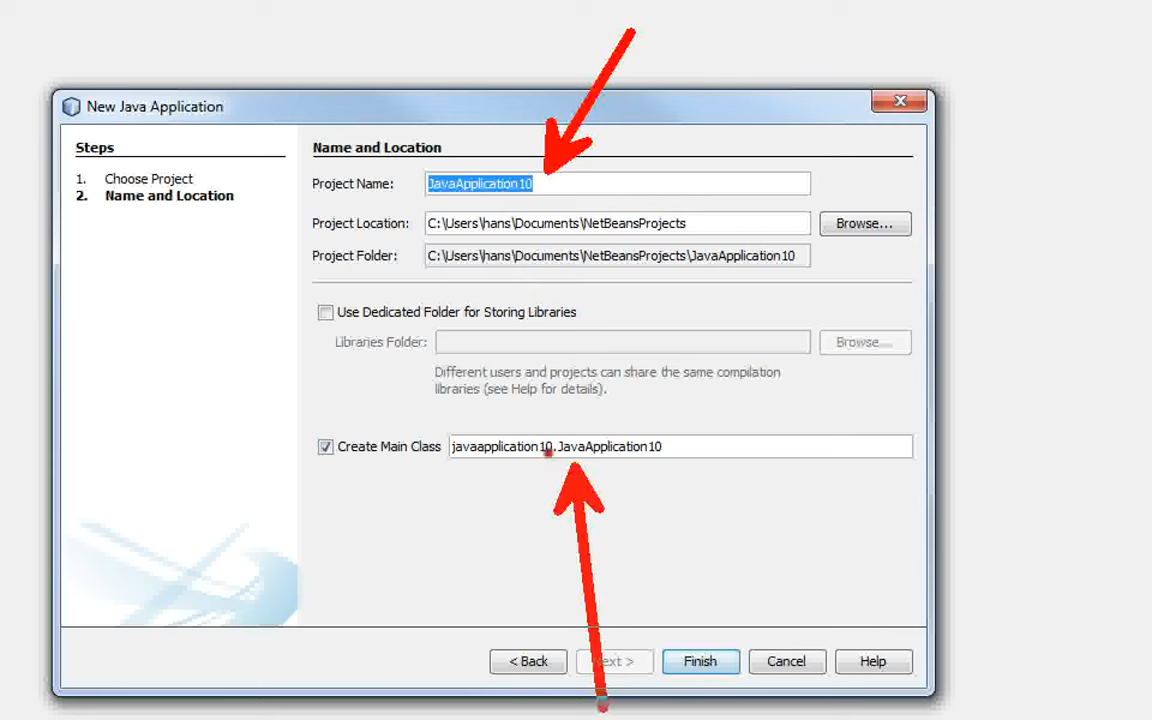 New Java Application
Steps
1. Choose Project
2. Name and Location
Name and Location
Project Name: JavaApplication10
Project Location: C:\Users\hans\Documents\NetBeansProjects Browse...
Project Folder: C:\Users\hans\Documents\NetBeansProjects\JavaApplication10
Use Dedicated Folder for Storing Libraries
Libraries Folder: Browse...
Different users and projects can share the same compilation
libraries (see Help for details).
Create Main Class javaapplication10.JavaApplication10
< Back Next > Finish Cancel Help